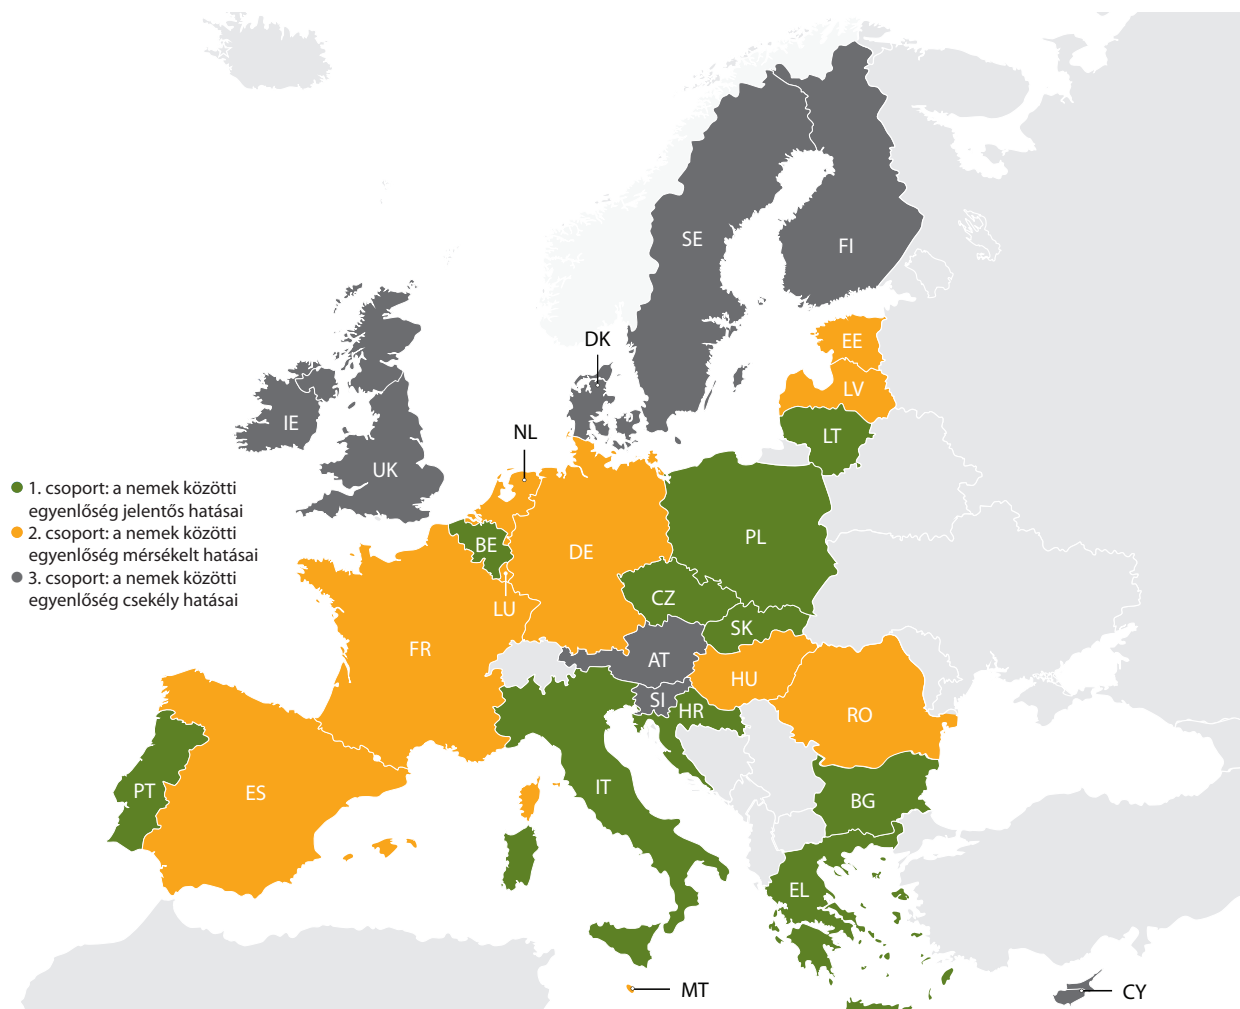 SE
FI
DK
EE
LV
LT
IE
UK
NL
1. csoport: a nemek közötti
egyenlőség jelentős hatásai
2. csoport: a nemek közötti
egyenlőség mérsékelt hatásai
3. csoport: a nemek közötti
egyenlőség csekély hatásai
BE
DE
PL
LU
CZ
SK
FR
AT
HU
SI
HR
RO
PT
ES
IT
BG
EL
MT
CY